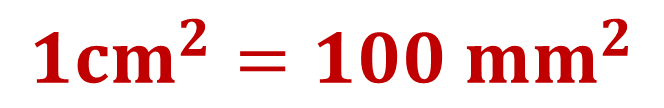 1cm² = 100 mm²